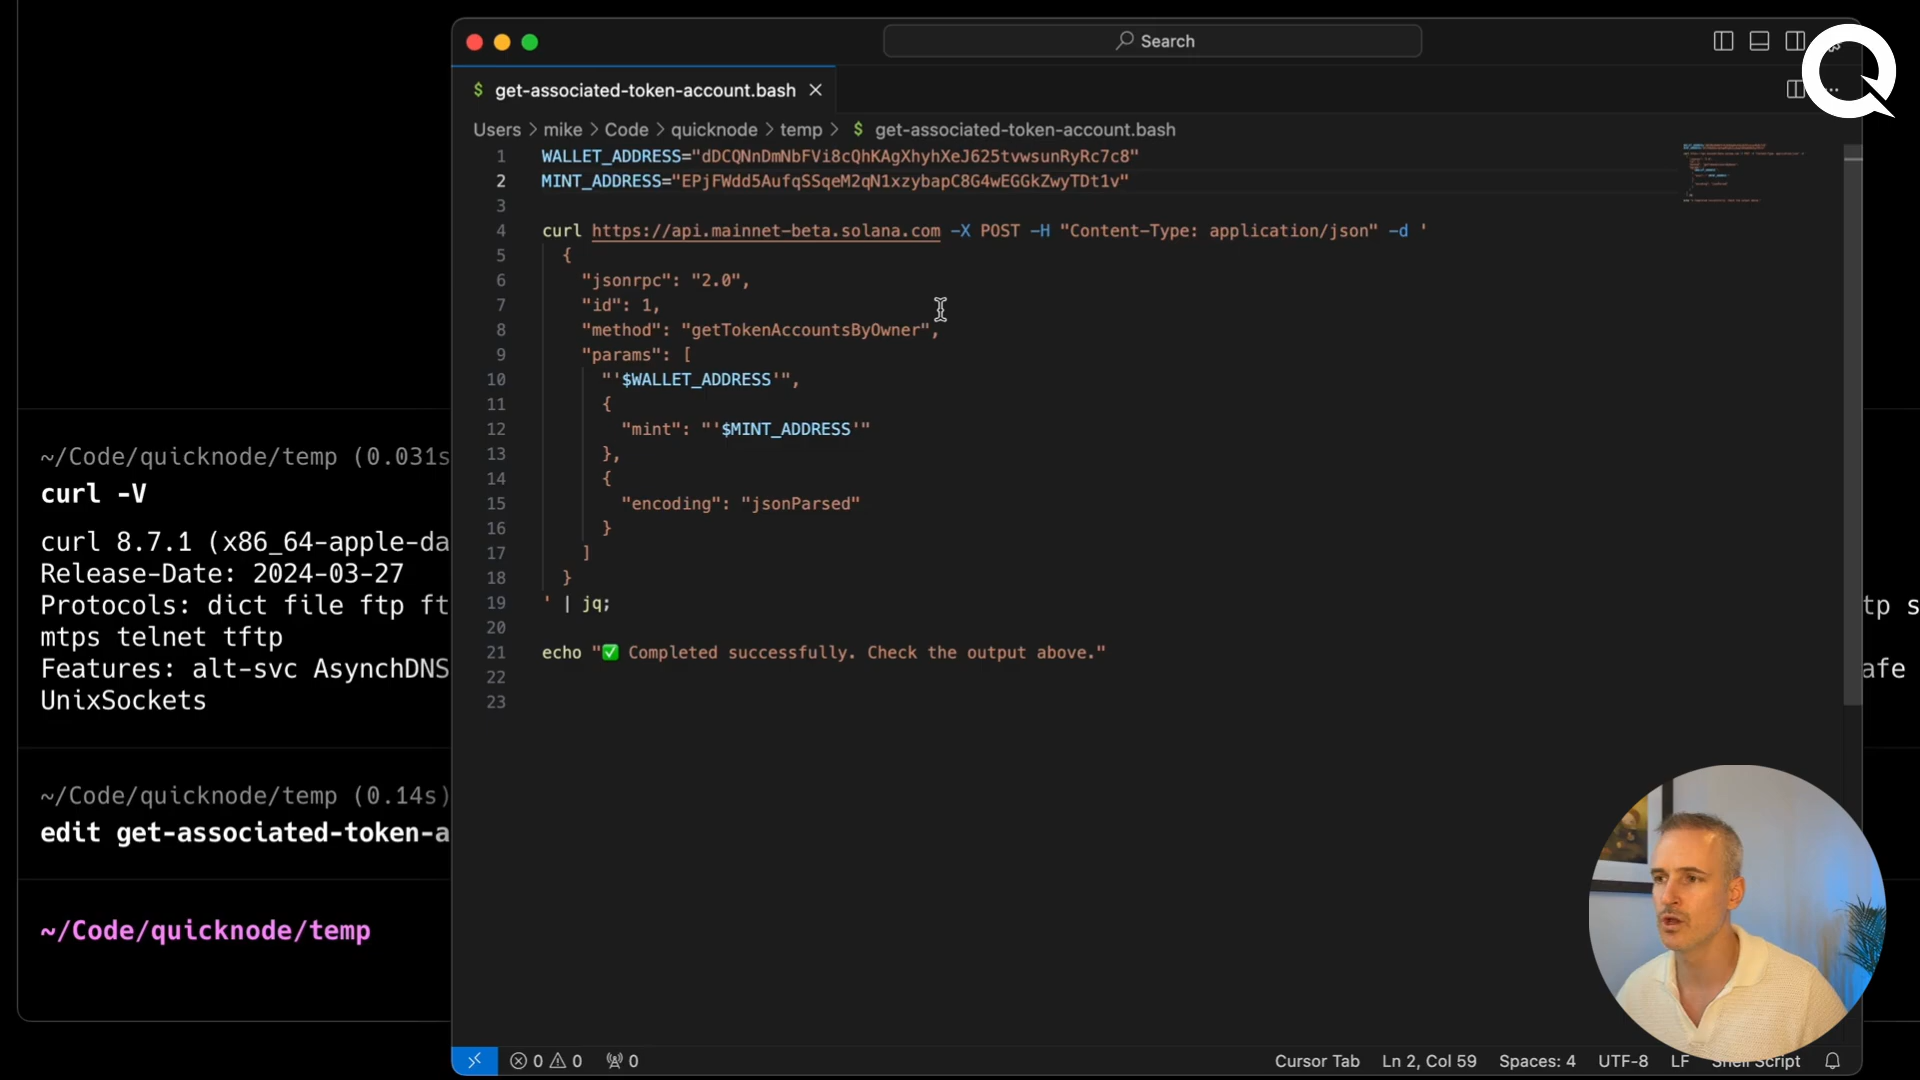 Search
$ get-associated-token-account.bash ×
Users > mike > Code > quicknode > temp > $ get-associated-token-account.bash
1 WALLET_ADDRESS="dDCQNnDmNbFVi8cQhKAgXhyhXeJ625tvwsunRyRc7c8"
2 MINT_ADDRESS="EPjFWdd5AufqSSqeM2qN1xzybapC8G4wEGGkZwyTDt1v"
3
4 curl https://api.mainnet-beta.solana.com -X POST -H "Content-Type: application/json" -d '
5 {
6 "jsonrpc": "2.0",
7 "id": 1,
8 "method": "getTokenAccountsByOwner",
9 "params": [
10 "'$WALLET_ADDRESS'",
11 {
12 "mint": "'$MINT_ADDRESS'"
13 },
14 {
15 "encoding": "jsonParsed"
16 }
17 ]
18 }
19 ' | jq;
20
21 echo "✅ Completed successfully. Check the output above."
22
23
~/Code/quicknode/temp (0.031s
curl -V
curl 8.7.1 (x86_64-apple-da
Release-Date: 2024-03-27
Protocols: dict file ftp ft
tp s
mtps telnet tftp
Features: alt-svc AsynchDNS
afe
UnixSockets
~/Code/quicknode/temp (0.14s)
edit get-associated-token-a
~/Code/quicknode/temp
0 0 0 Cursor Tab Ln 2, Col 59 Spaces: 4 UTF-8 LF Shell Script